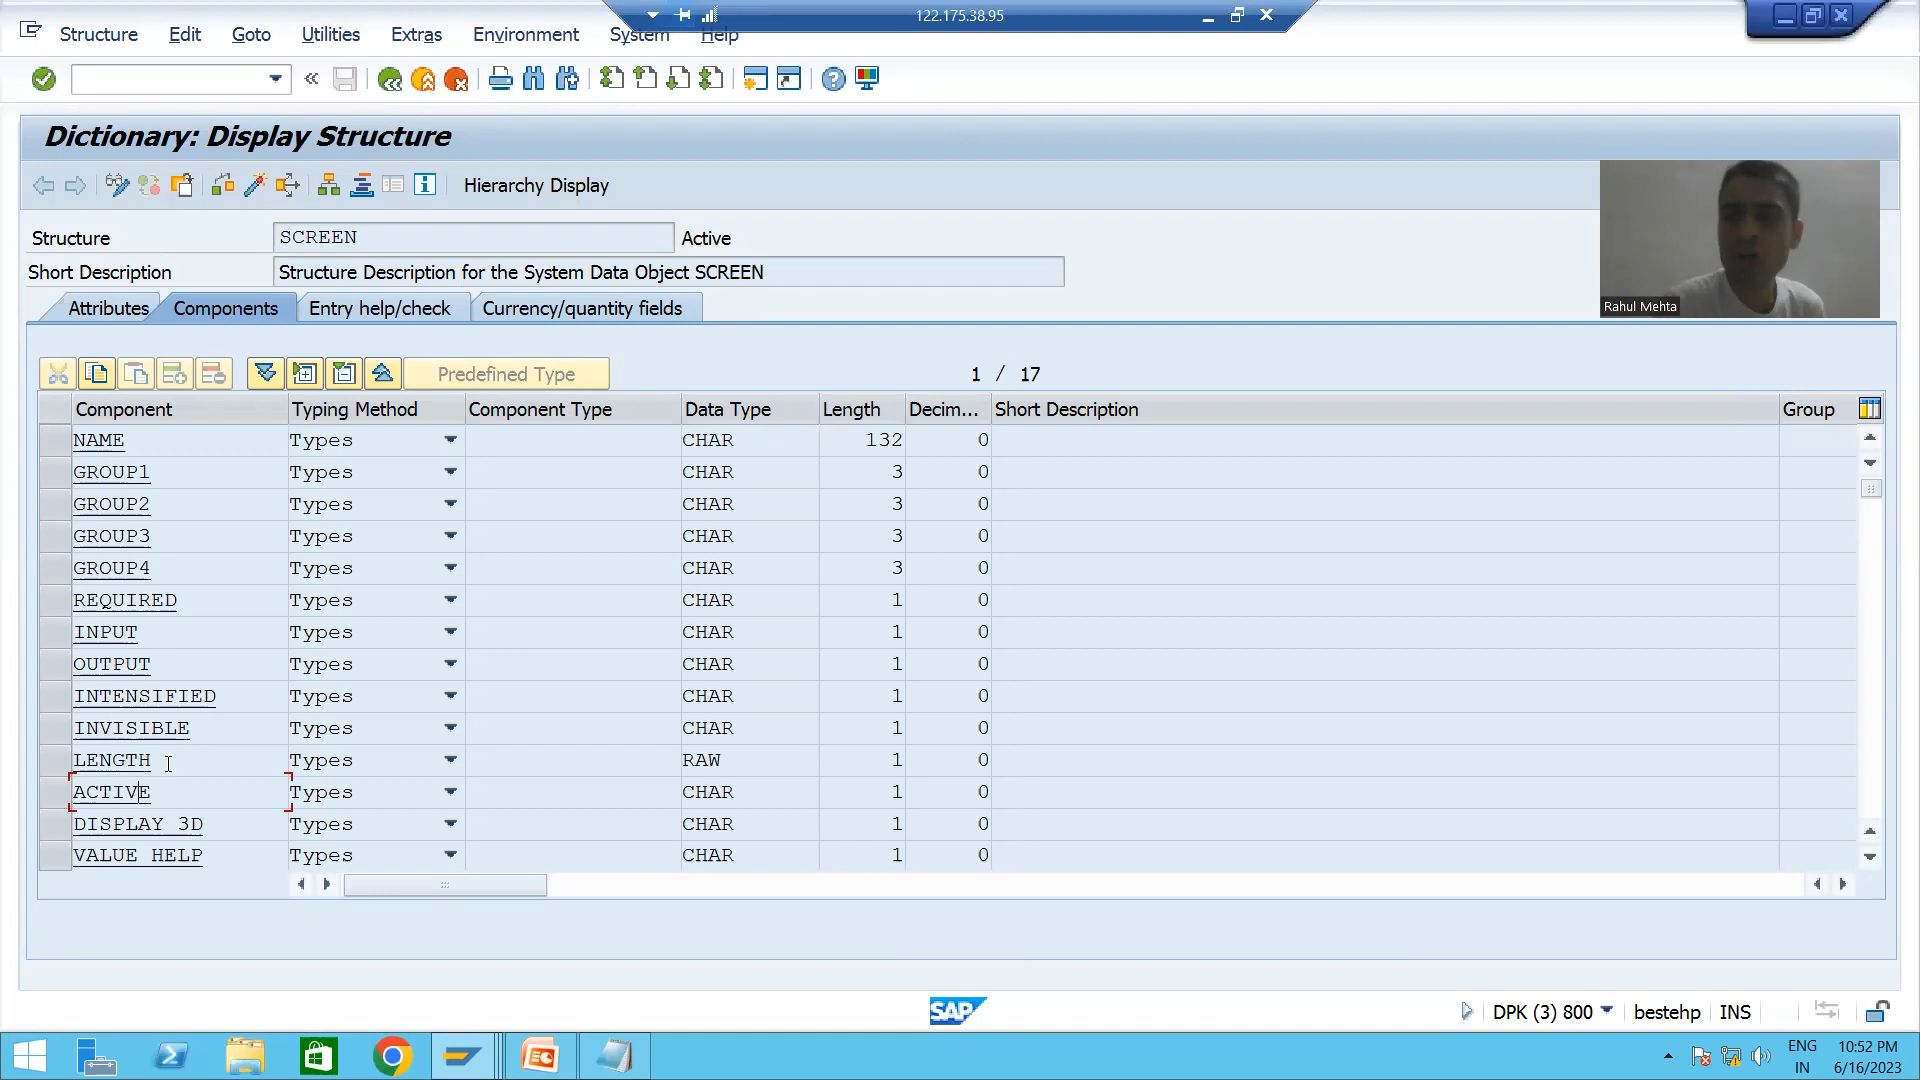 122.175.38.95
Structure Edit Goto Utilities Extras Environment System Help
Dictionary: Display Structure
Hierarchy Display
Structure SCREEN Active
Short Description Structure Description for the System Data Object SCREEN
Rahul Mehta
Attributes Components Entry help/check Currency/quantity fields
Predefined Type 1 / 17
Component Typing Method Component Type Data Type Length Decim... Short Description Group
NAME Types CHAR 132 0
GROUP1 Types CHAR 3 0
GROUP2 Types CHAR 3 0
GROUP3 Types CHAR 3 0
GROUP4 Types CHAR 3 0
REQUIRED Types CHAR 1 0
INPUT Types CHAR 1 0
OUTPUT Types CHAR 1 0
INTENSIFIED Types CHAR 1 0
INVISIBLE Types CHAR 1 0
LENGTH Types RAW 1 0
ACTIVE Types CHAR 1 0
DISPLAY_3D Types CHAR 1 0
VALUE_HELP Types CHAR 1 0
SAP DPK (3) 800 bestehp INS
ENG 10:52 PM
IN 6/16/2023